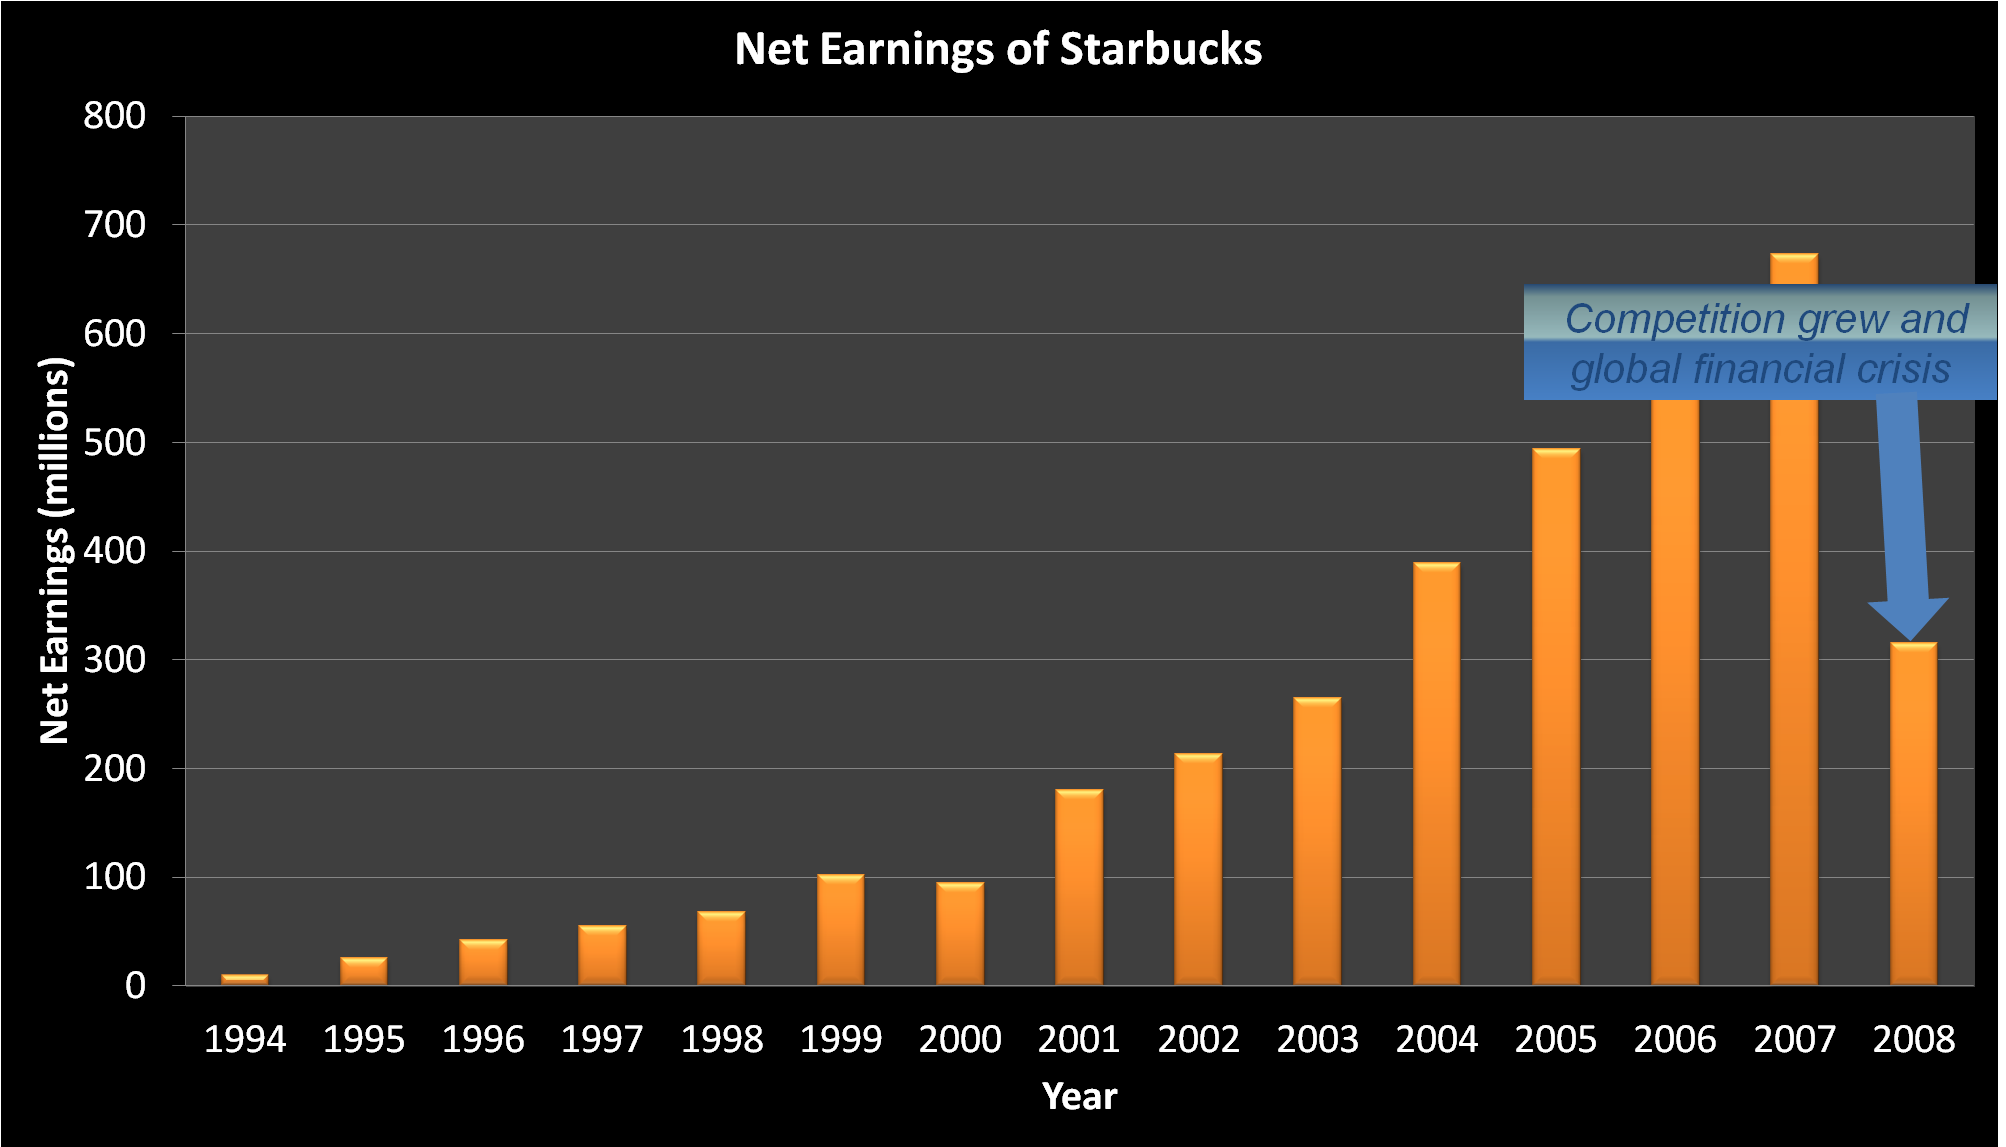 Net Earnings of Starbucks
800
700
600
500
400
300
200
100
0
Net Earnings (millions)
Competition grew and
global financial crisis
1994 1995 1996 1997 1998 1999 2000 2001 2002 2003 2004 2005 2006 2007 2008
Year